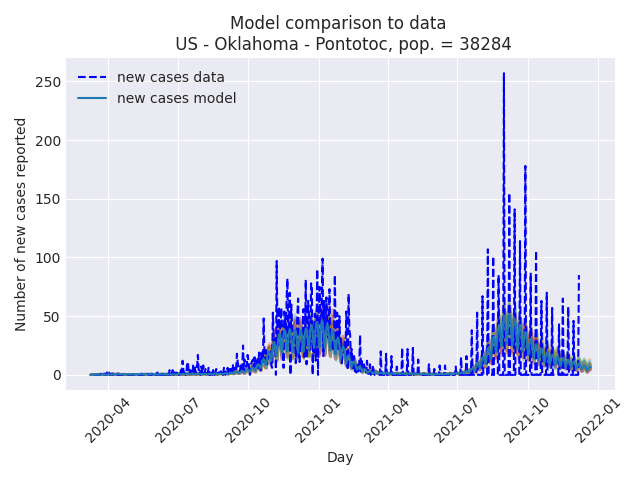 Model comparison to data
US - Oklahoma - Pontotoc, pop. = 38284
new cases data
new cases model
Number of new cases reported
250
200
150
100
50
0
2020-04
2020-07
2020-10
2021-01
2021-04
2021-07
2021-10
2022-01
Day